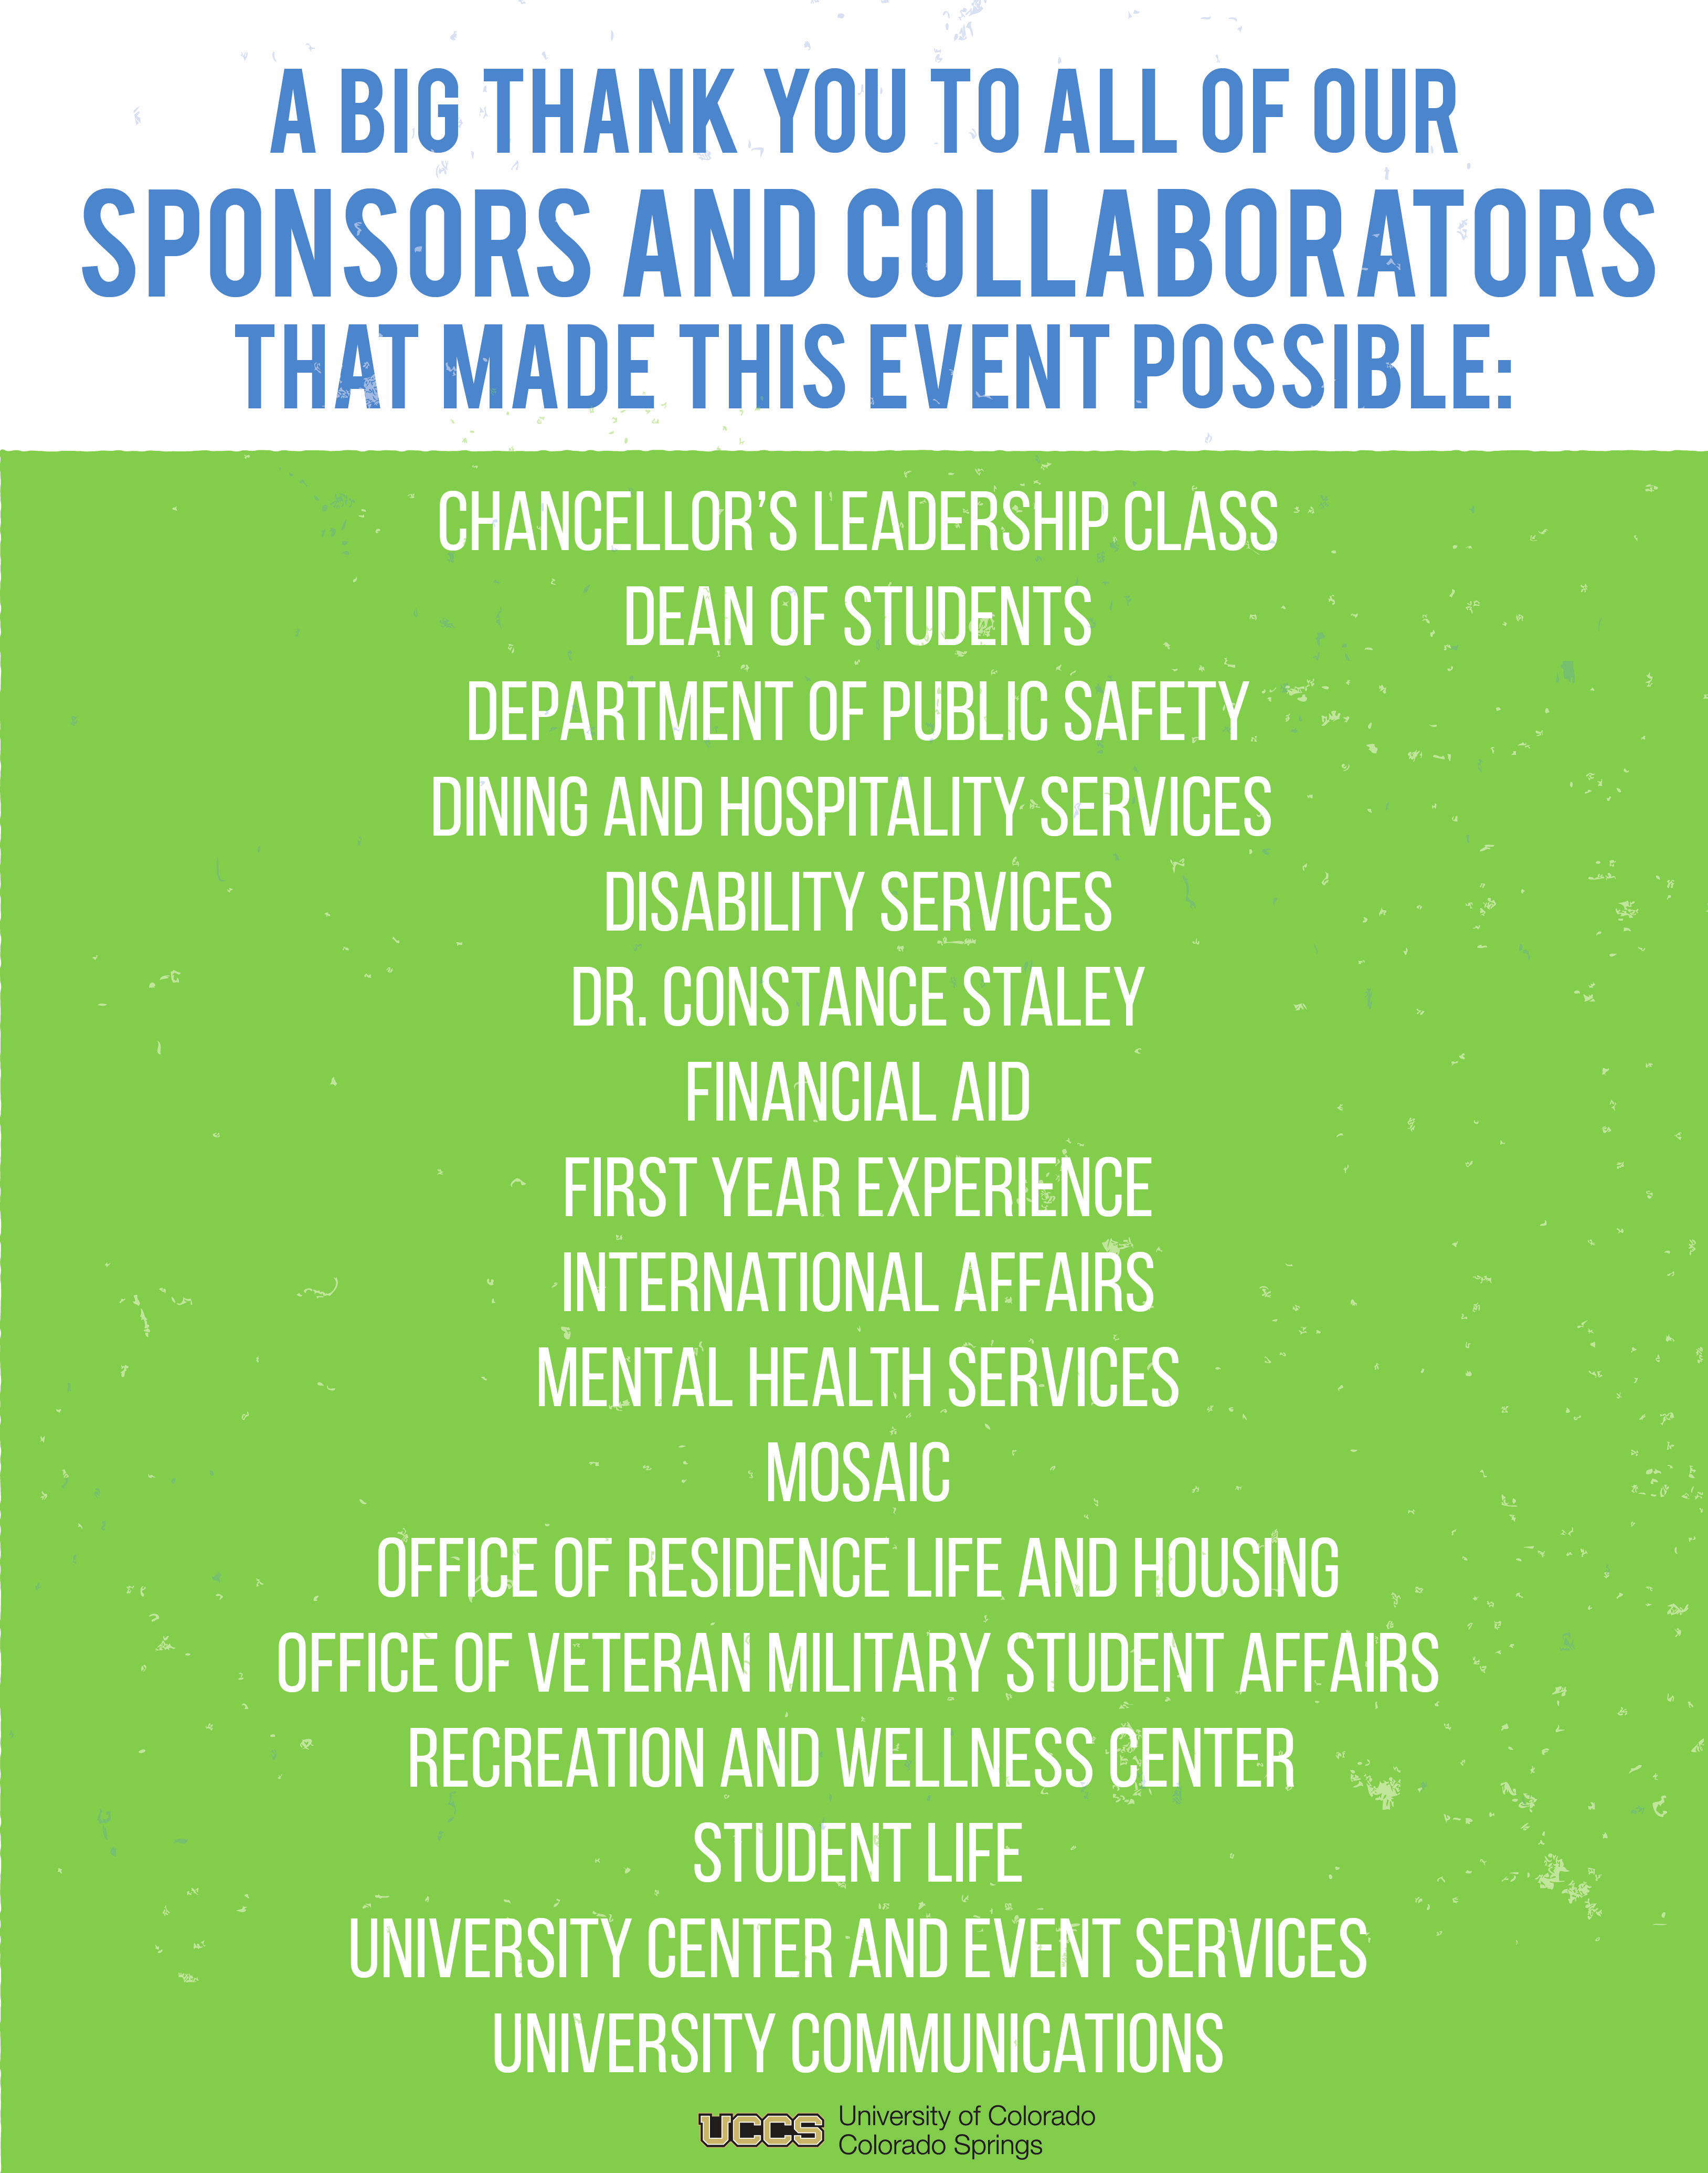 A BIG THANK YOU TO ALL OF OUR
SPONSORS AND COLLABORATORS
THAT MADE THIS EVENT POSSIBLE:
CHANCELLOR'S LEADERSHIP CLASS
DEAN OF STUDENTS
DEPARTMENT OF PUBLIC SAFETY
DINING AND HOSPITALITY SERVICES
DISABILITY SERVICES
DR. CONSTANCE STALEY
FINANCIAL AID
FIRST YEAR EXPERIENCE
INTERNATIONAL AFFAIRS
MENTAL HEALTH SERVICES
MOSAIC
OFFICE OF RESIDENCE LIFE AND HOUSING
OFFICE OF VETERAN MILITARY STUDENT AFFAIRS
RECREATION AND WELLNESS CENTER
STUDENT LIFE
UNIVERSITY CENTER AND EVENT SERVICES
UNIVERSITY COMMUNICATIONS
UCCS
University of Colorado
Colorado Springs